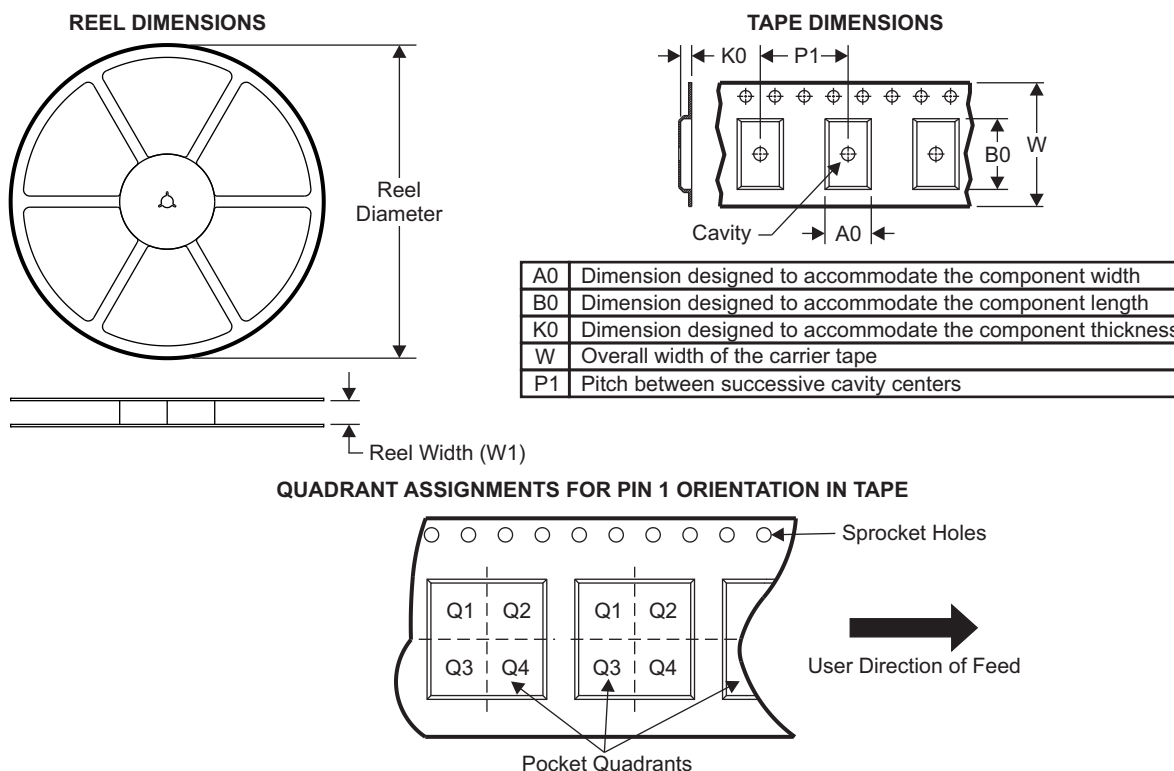 REEL DIMENSIONS
Reel
Diameter
Reel Width (W1)
TAPE DIMENSIONS
K0
P1
B0
W
Cavity
A0
A0 Dimension designed to accommodate the component width
B0 Dimension designed to accommodate the component length
K0 Dimension designed to accommodate the component thickness
W Overall width of the carrier tape
P1 Pitch between successive cavity centers
QUADRANT ASSIGNMENTS FOR PIN 1 ORIENTATION IN TAPE
Sprocket Holes
Q1 Q2 Q1 Q2
Q3 Q4 Q3 Q4
User Direction of Feed
Pocket Quadrants